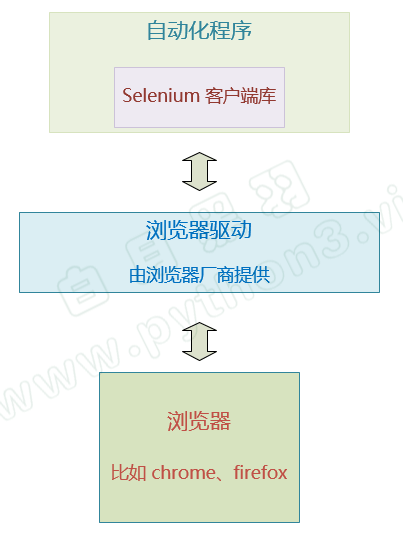 自动化程序
Selenium 客户端库
浏览器驱动
由浏览器厂商提供
浏览器
比如 chrome、firefox
白月黑羽
www.python3.vi